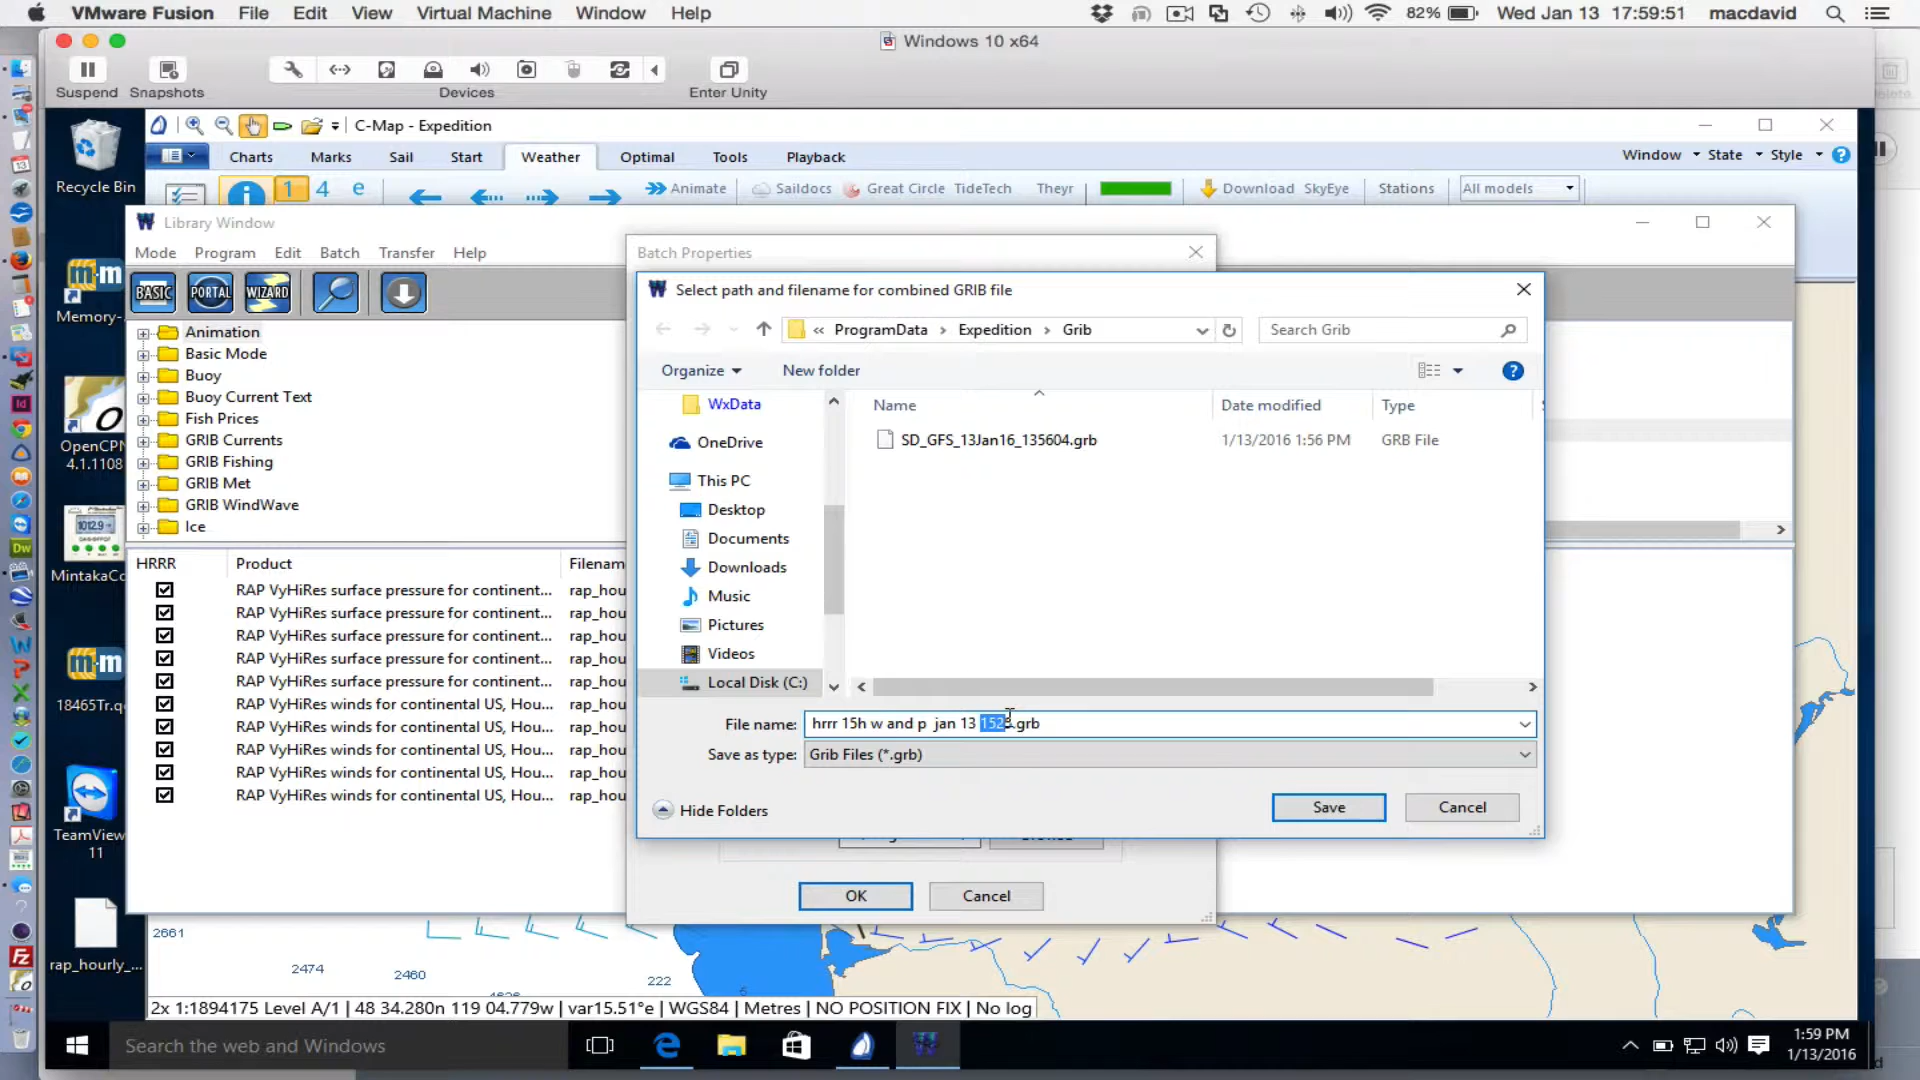 VMware Fusion File Edit View Virtual Machine Window Help 82% Wed Jan 13 17:59:51 macdavid
Windows 10 x64
Suspend Snapshots Devices Enter Unity
C-Map - Expedition
Charts Marks Sail Start Weather Optimal Tools Playback Window State Style
1 4 e Animate Saildocs Great Circle TideTech Theyr Download SkyEye Stations All models
Recycle Bin
Library Window
Mode Program Edit Batch Transfer Help
BASIC PORTAL WIZARD
Animation
Basic Mode
Buoy
Buoy Current Text
Fish Prices
GRIB Currents
GRIB Fishing
GRIB Met
GRIB WindWave
Ice
HRRR Product Filenam
RAP VyHiRes surface pressure for continent... rap_hou
RAP VyHiRes surface pressure for continent... rap_hou
RAP VyHiRes surface pressure for continent... rap_hou
RAP VyHiRes surface pressure for continent... rap_hou
RAP VyHiRes surface pressure for continent... rap_hou
RAP VyHiRes winds for continental US, Hou... rap_hou
RAP VyHiRes winds for continental US, Hou... rap_hou
RAP VyHiRes winds for continental US, Hou... rap_hou
RAP VyHiRes winds for continental US, Hou... rap_hou
RAP VyHiRes winds for continental US, Hou... rap_hou
Batch Properties
Select path and filename for combined GRIB file
« ProgramData › Expedition › Grib
Search Grib
Organize New folder
WxData
OneDrive
This PC
Desktop
Documents
Downloads
Music
Pictures
Videos
Local Disk (C:)
Name Date modified Type
SD_GFS_13Jan16_135604.grb 1/13/2016 1:56 PM GRB File
File name: hrrr 15h w and p jan 13 152 .grb
Save as type: Grib Files (*.grb)
Hide Folders
Save Cancel
OK Cancel
Memory-..
OpenCPN
4.1.1108
1012.9
MintakaCo
18465Tr.qc
TeamView
11
rap_hourly_...
2661
2474
2460
222
5
2x 1:1894175 Level A/1 | 48 34.280n 119 04.779w | var15.51°e | WGS84 | Metres | NO POSITION FIX | No log
Search the web and Windows
1:59 PM
1/13/2016